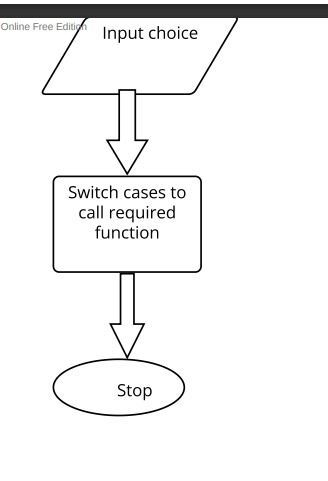 Online Free Edition
Input choice
Switch cases to
call required
function
Stop